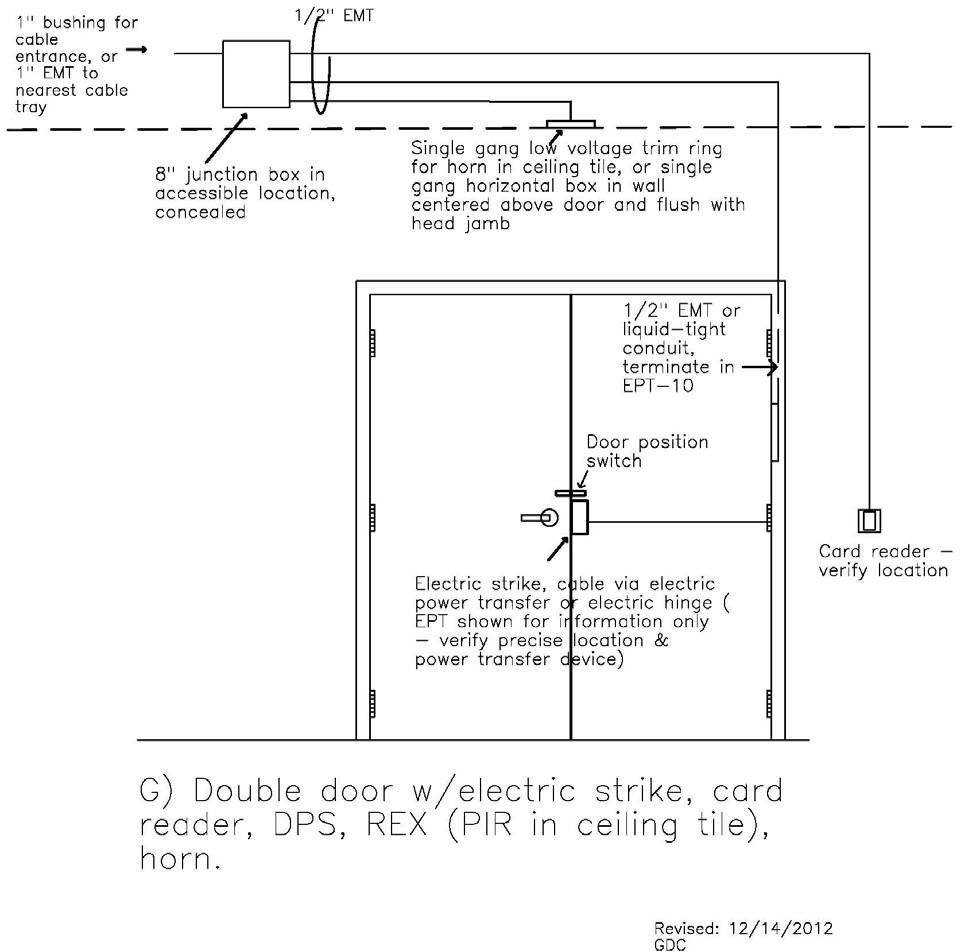 1" bushing for
cable
entrance, or
1" EMT to
nearest cable
tray
1/2" EMT
8" junction box in
accessible location,
concealed
Single gang low voltage trim ring
for horn in ceiling tile, or single
gang horizontal box in wall
centered above door and flush with
head jamb
1/2" EMT or
liquid-tight
conduit,
terminate in
EPT-10
Door position
switch
Card reader -
verify location
Electric strike, cable via electric
power transfer or electric hinge (
EPT shown for information only
- verify precise location &
power transfer device)
G) Double door w/electric strike, card
reader, DPS, REX (PIR in ceiling tile),
horn.
Revised: 12/14/2012
GDC